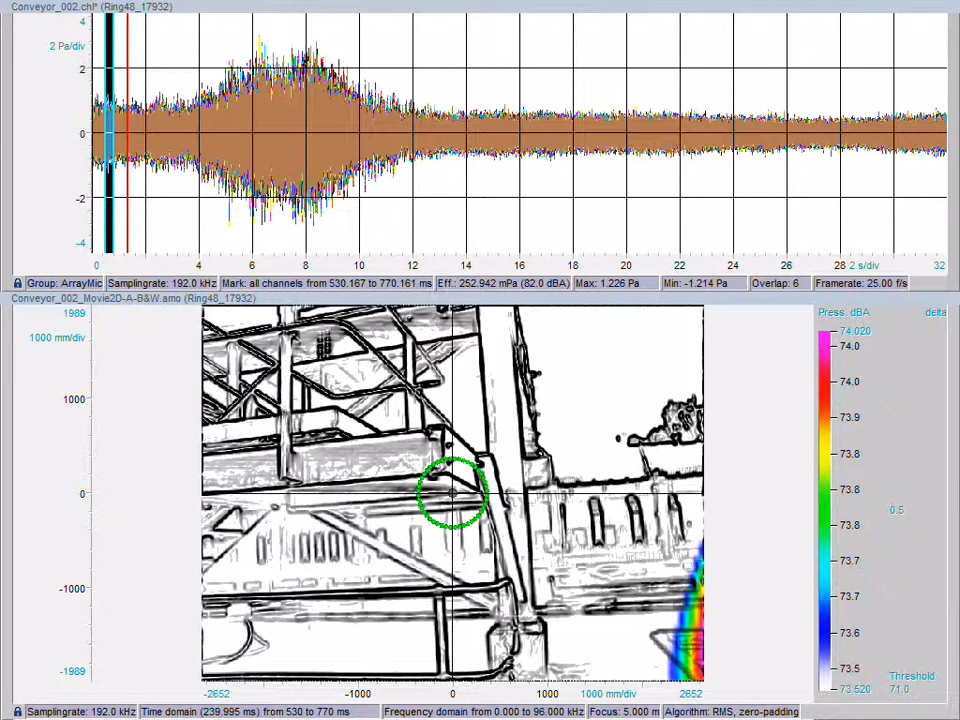 Conveyor_002.chl* (Ring48_17932)
4
2 Pa/div
2
0
-2
-4
0 4 6 8 10 12 14 16 18 20 22 24 26 28 2 s/div 32
Group: ArrayMic Samplingrate: 192.0 kHz Mark: all channels from 530.167 to 770.161 ms Eff.: 252.942 mPa (82.0 dBA) Max: 1.226 Pa Min: -1.214 Pa Overlap: 6 Framerate: 25.00 f/s
Conveyor_002_Movie2D-A-B&W.amo (Ring48_17932)
1989
1000 mm/div
1000
0
-1000
-1989
-2652 -1000 0 1000 1000 mm/div 2652
Press. dBA delta
74.020
74.0
74.0
73.9
73.8
73.8
73.8
73.7
73.7
73.6
73.5
73.520
0.5
Threshold
71.0
Samplingrate: 192.0 kHz Time domain (239.995 ms) from 530 to 770 ms Frequency domain from 0.000 to 96.000 kHz Focus: 5.000 m Algorithm: RMS, zero-padding